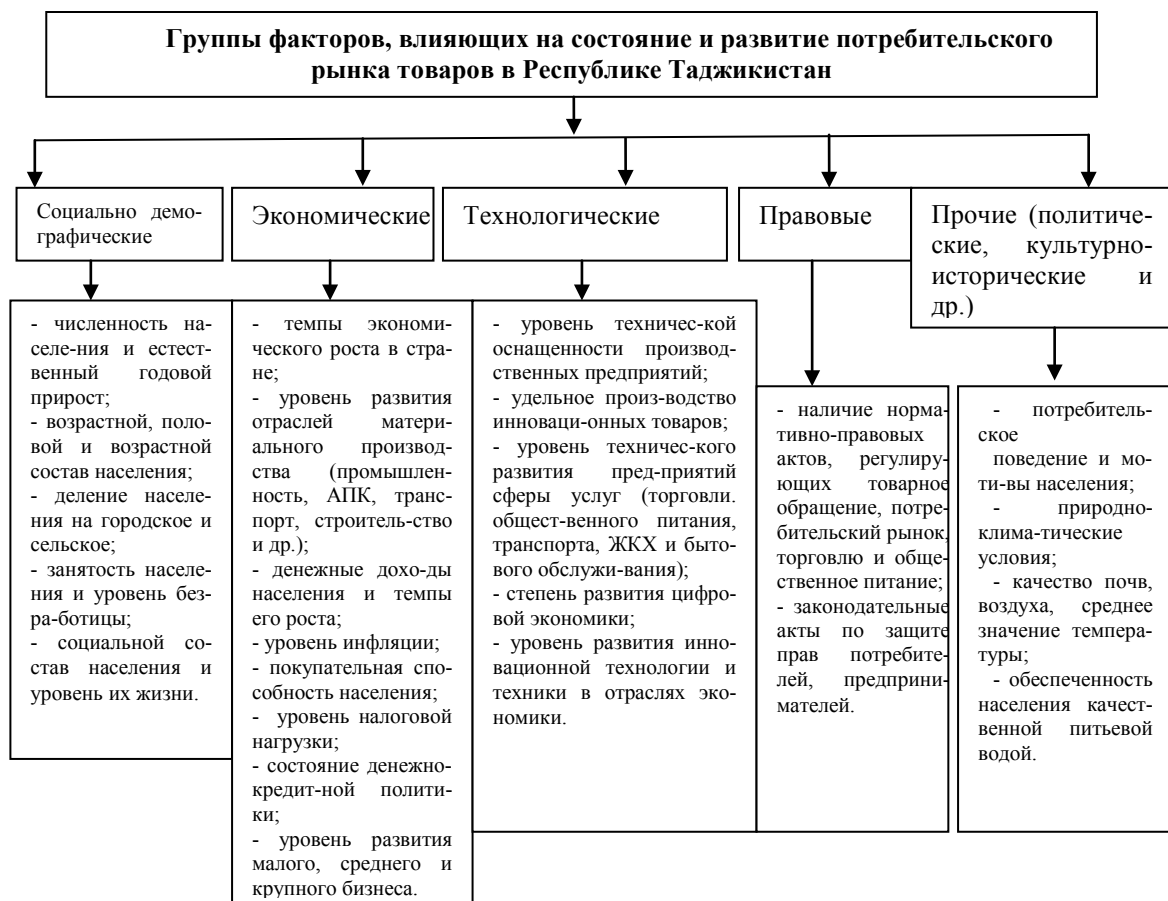 Группы факторов, влияющих на состояние и развитие потребительского
рынка товаров в Республике Таджикистан
Социально демо-
графические
Экономические
Технологические
Правовые
Прочие (политиче-
ские, культурно-
исторические и
др.)
- численность на-
селе-ния и естест-
венный годовой
прирост;
- возрастной, поло-
вой и возрастной
состав населения;
- деление населе-
ния на городское и
сельское;
- занятость населе-
ния и уровень без-
ра-ботицы;
- социальной со-
став населения и
уровень их жизни.
- темпы экономи-
ческого роста в стра-
не;
- уровень развития
отраслей матери-
ального производ-
ства (промышлен-
ность, АПК, транс-
порт, строитель-ство
и др.);
- денежные дохо-ды
населения и темпы
его роста;
- уровень инфляции;
- покупательная спо-
собность населения;
- уровень налоговой
нагрузки;
- состояние денежно-
кредит-ной полити-
ки;
- уровень развития
малого, среднего и
крупного бизнеса.
- уровень техничес-кой
оснащенности производ-
ственных предприятий;
- удельное произ-водство
инноваци-онных товаров;
- уровень техничес-кого
развития пред-приятий
сферы услуг (торговли.
общест-венного питания,
транспорта, ЖКХ и быто-
вого обслужи-вания);
- степень развития цифро-
вой экономики;
- уровень развития инно-
вационной технологии и
техники в отраслях эко-
номики.
- наличие норма-
тивно-правовых
актов, регулиру-
ющих товарное
обращение, потре-
бительский рынок,
торговлю и обще-
ственное питание;
- законодательные
акты по защите
прав потребите-
лей, предприни-
мателей.
- потребитель-
ское
поведение и мо-
ти-вы населения;
- природно-
клима-тические
условия;
- качество почв,
воздуха, среднее
значение темпера-
туры;
- обеспеченность
населения качест-
венной питьевой
водой.